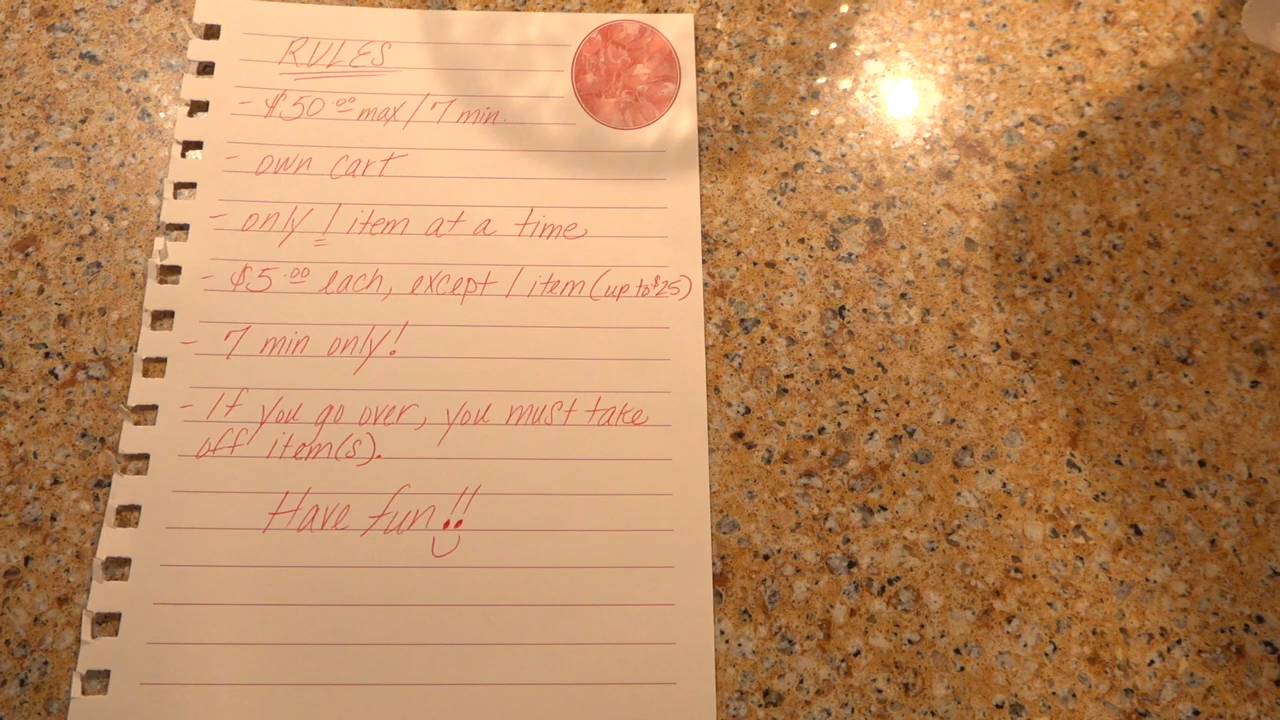 RULES
- $50.00 max/7 min.
- own cart
- only 1 item at a time
- $5.00 each, except 1 item (up to $25)
- 7 min only!
- If you go over, you must take
off item(s).
Have fun!!